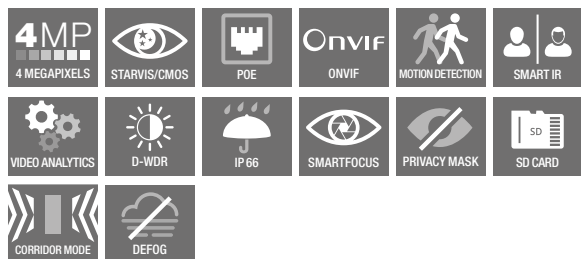 4MP
4 MEGAPIXELS
STARVIS/CMOS
POE
ONVIF
ONVIF
MOTION DETECTION
SMART IR
VIDEO ANALYTICS
D-WDR
IP 66
SMARTFOCUS
PRIVACY MASK
SD
SD CARD
CORRIDOR MODE
DEFOG